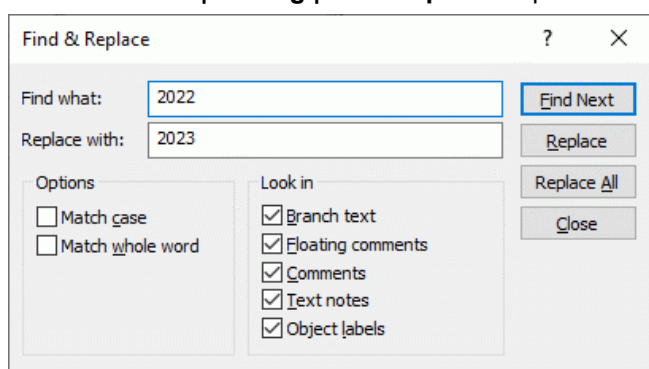 Find & Replace ?
Find what: 2022 Find Next
Replace with: 2023 Replace
Options Look in Replace All
Match case Branch text Close
Match whole word Floating comments
Comments
Text notes
Object labels